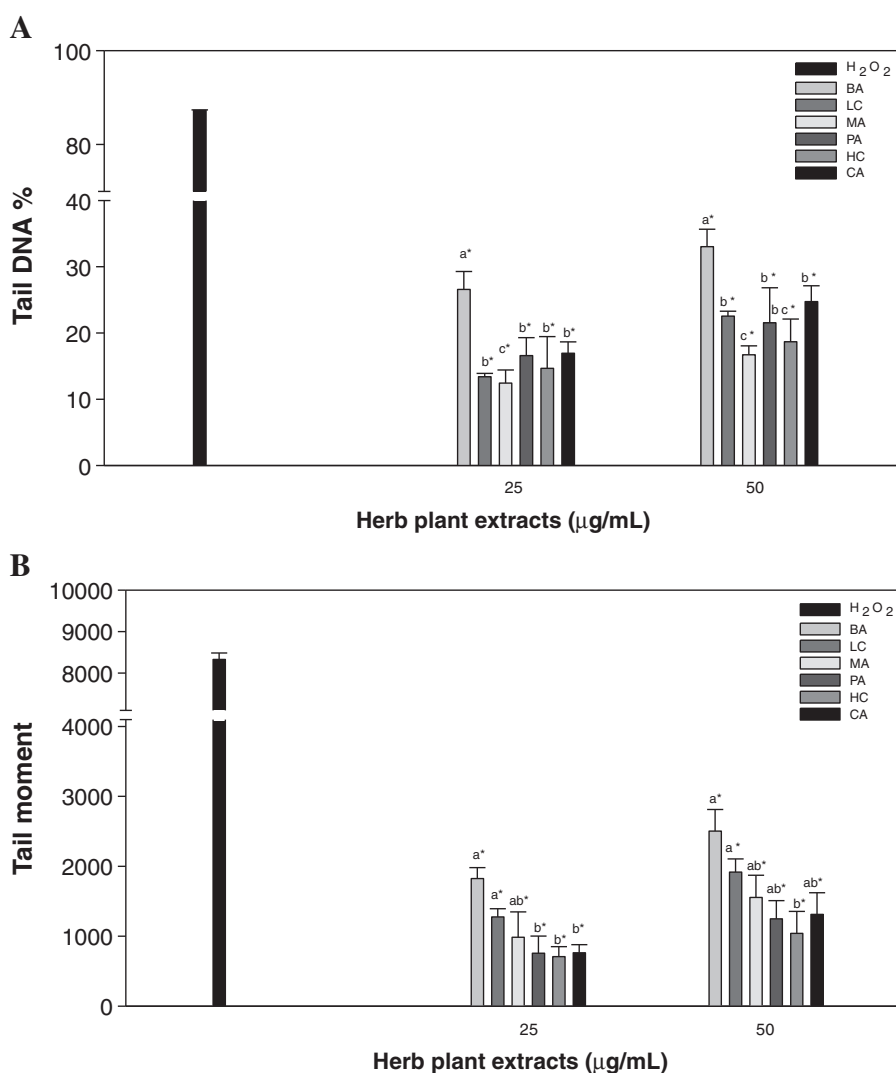 A
100
80
40
30
20
10
0
Tail DNA %
H2O2
BA
LC
MA
PA
HC
CA
a*
b*
c*
b*
b*
b*
a*
b*
c*
b*
b c*
b*
25
50
Herb plant extracts (μg/mL)
B
10000
9000
8000
4000
3000
2000
1000
0
Tail moment
H2O2
BA
LC
MA
PA
HC
CA
a*
a*
ab*
b*
b*
b*
a*
a*
ab*
ab*
b*
ab*
25
50
Herb plant extracts (μg/mL)